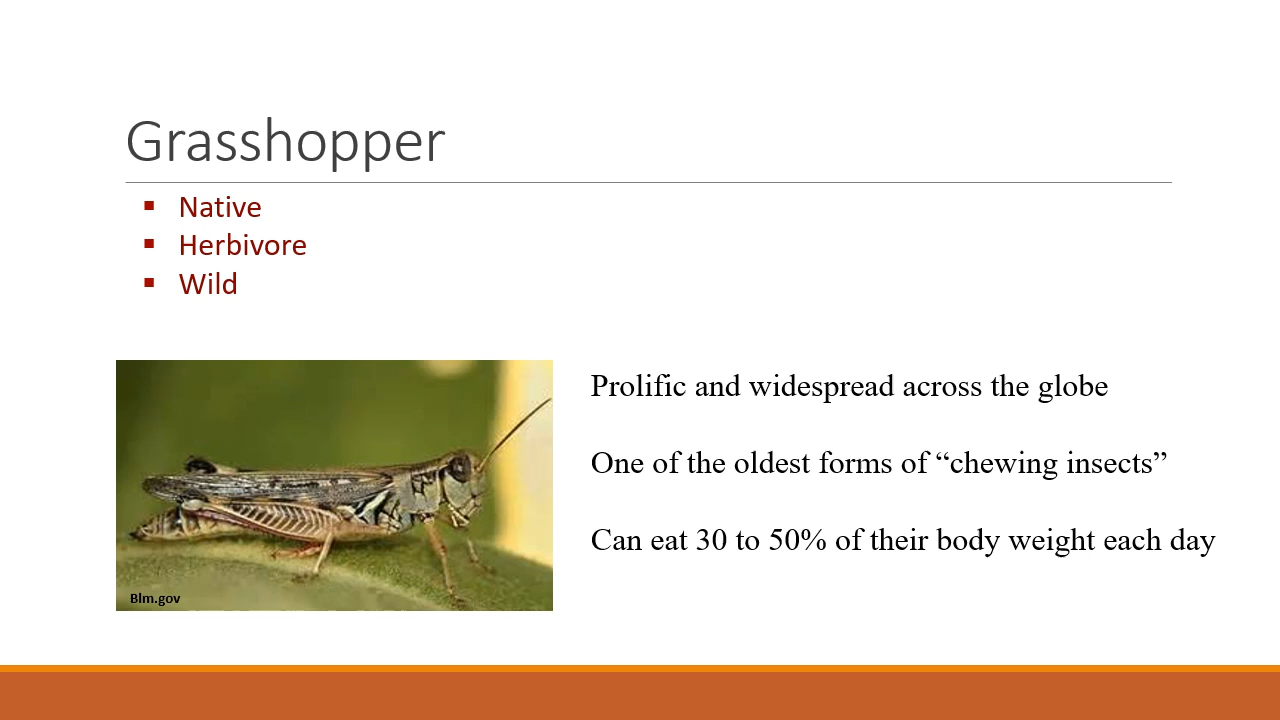 Grasshopper
Native
Herbivore
Wild
Prolific and widespread across the globe
One of the oldest forms of “chewing insects”
Can eat 30 to 50% of their body weight each day
Blm.gov